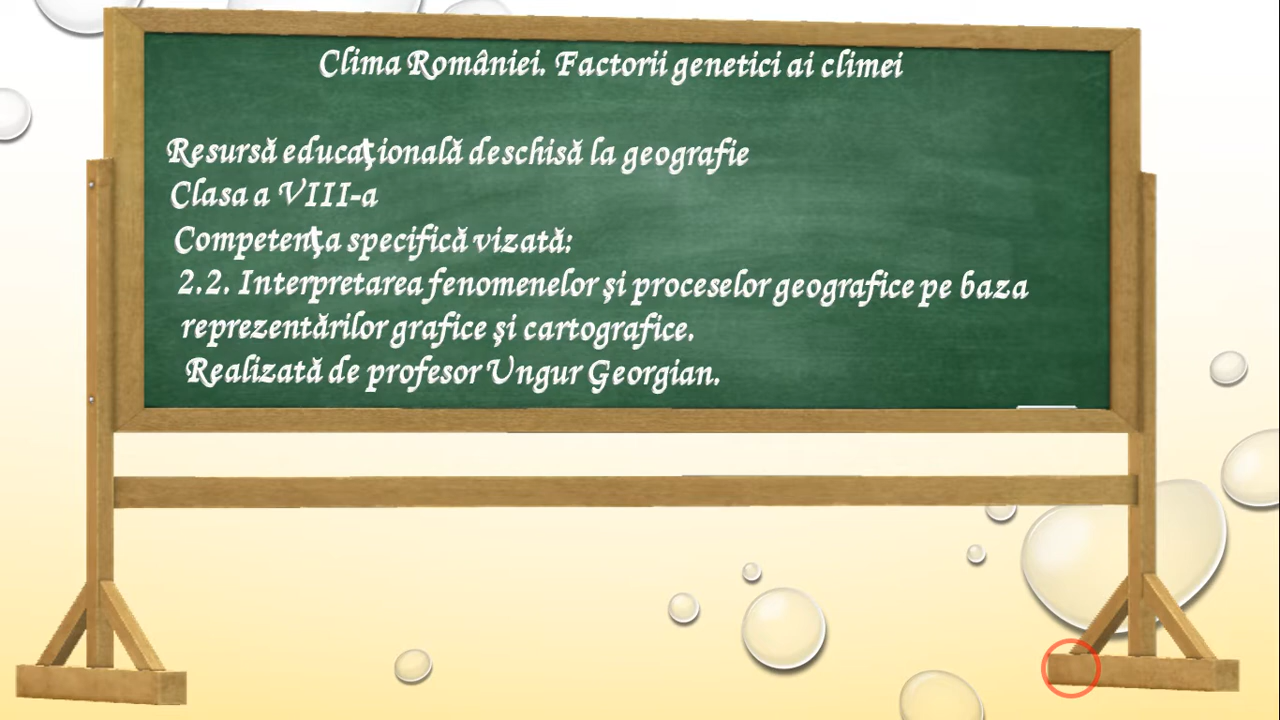 Clima României. Factorii genetici ai climei
Resursă educaţională deschisă la geografie
Clasa a VIII-a
Competenţa specifică vizată:
2.2. Interpretarea fenomenelor şi proceselor geografice pe baza
reprezentărilor grafice şi cartografice.
Realizată de profesor Ungur Georgian.